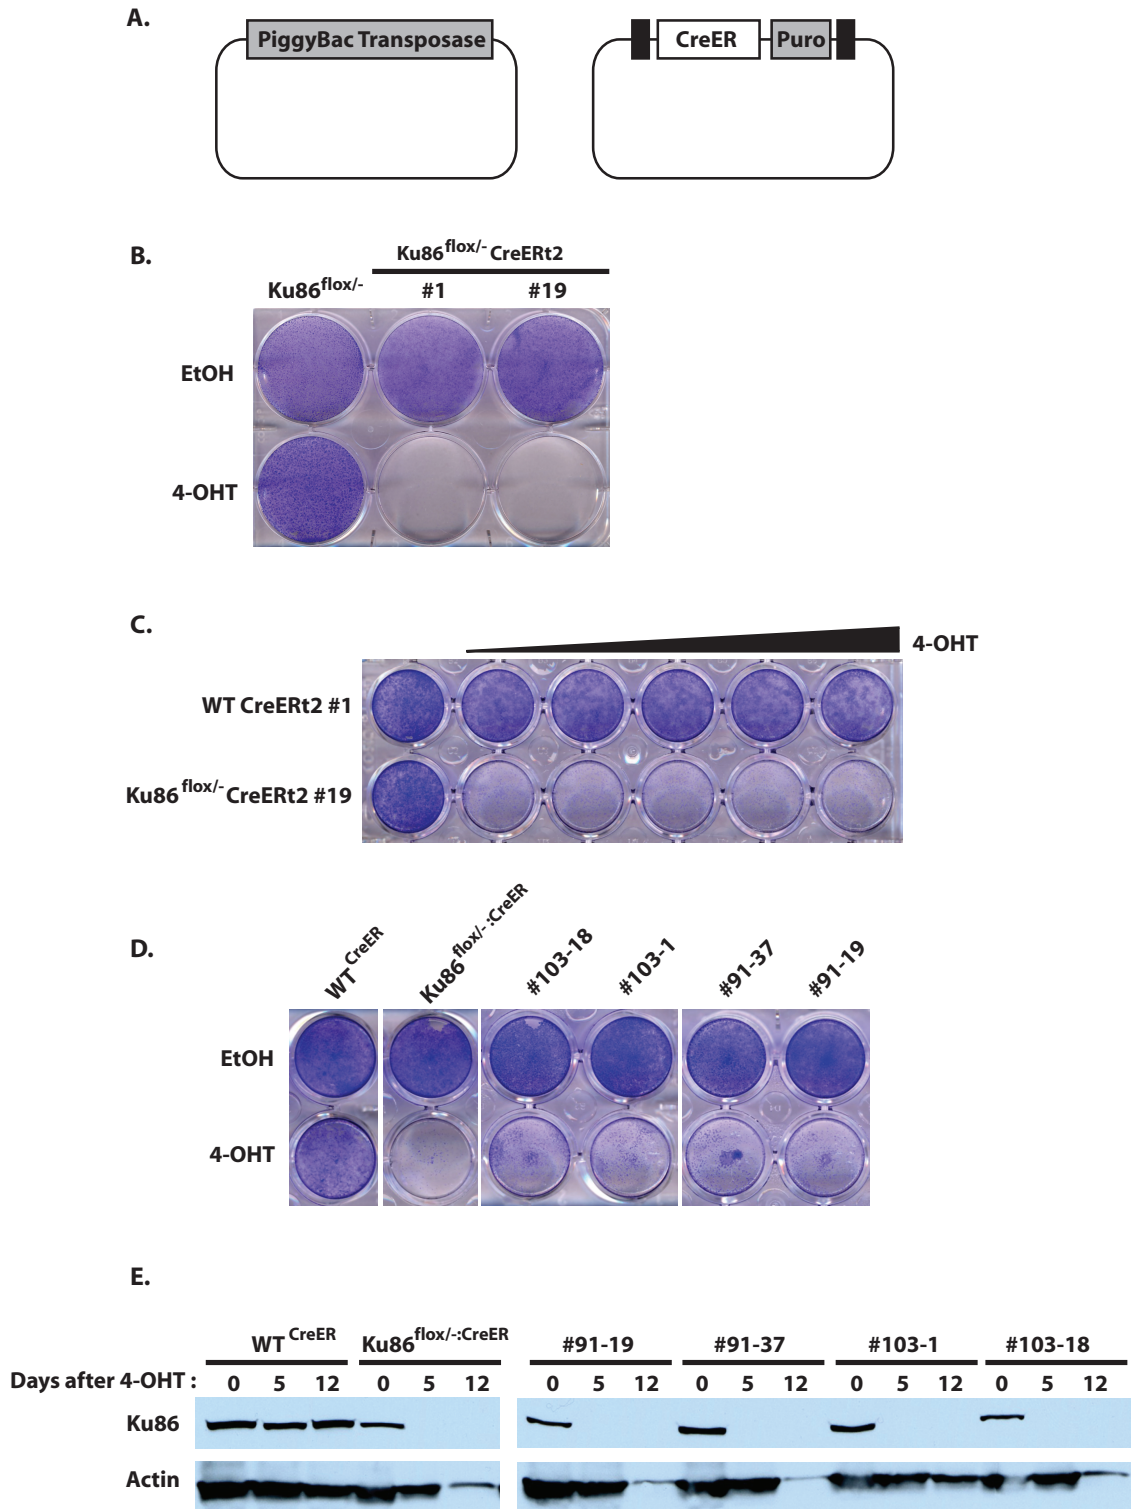 A.
PiggyBac Transposase
CreER Puro
B.
Ku86flox/- CreERt2
Ku86flox/- #1 #19
EtOH
4-OHT
C.
4-OHT
WT CreERt2 #1
Ku86flox/- CreERt2 #19
D.
WT CreER Ku86flox/-:CreER #103-18 #103-1 #91-37 #91-19
EtOH
4-OHT
E.
WT CreER Ku86flox/-:CreER #91-19 #91-37 #103-1 #103-18
Days after 4-OHT : 0 5 12 0 5 12 0 5 12 0 5 12 0 5 12 0 5 12
Ku86
Actin